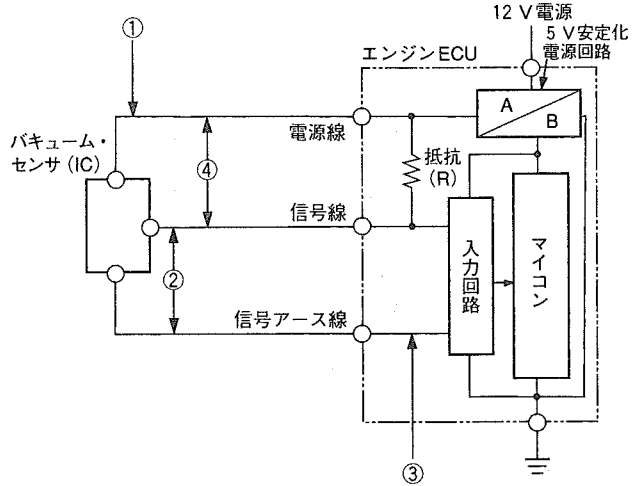 ①
12 V 電源
5 V安定化
電源回路
エンジンECU
A
B
電源線
バキューム・
センサ (IC)
④
抵抗
(R)
信号線
②
入力回路
マイコン
信号アース線
③